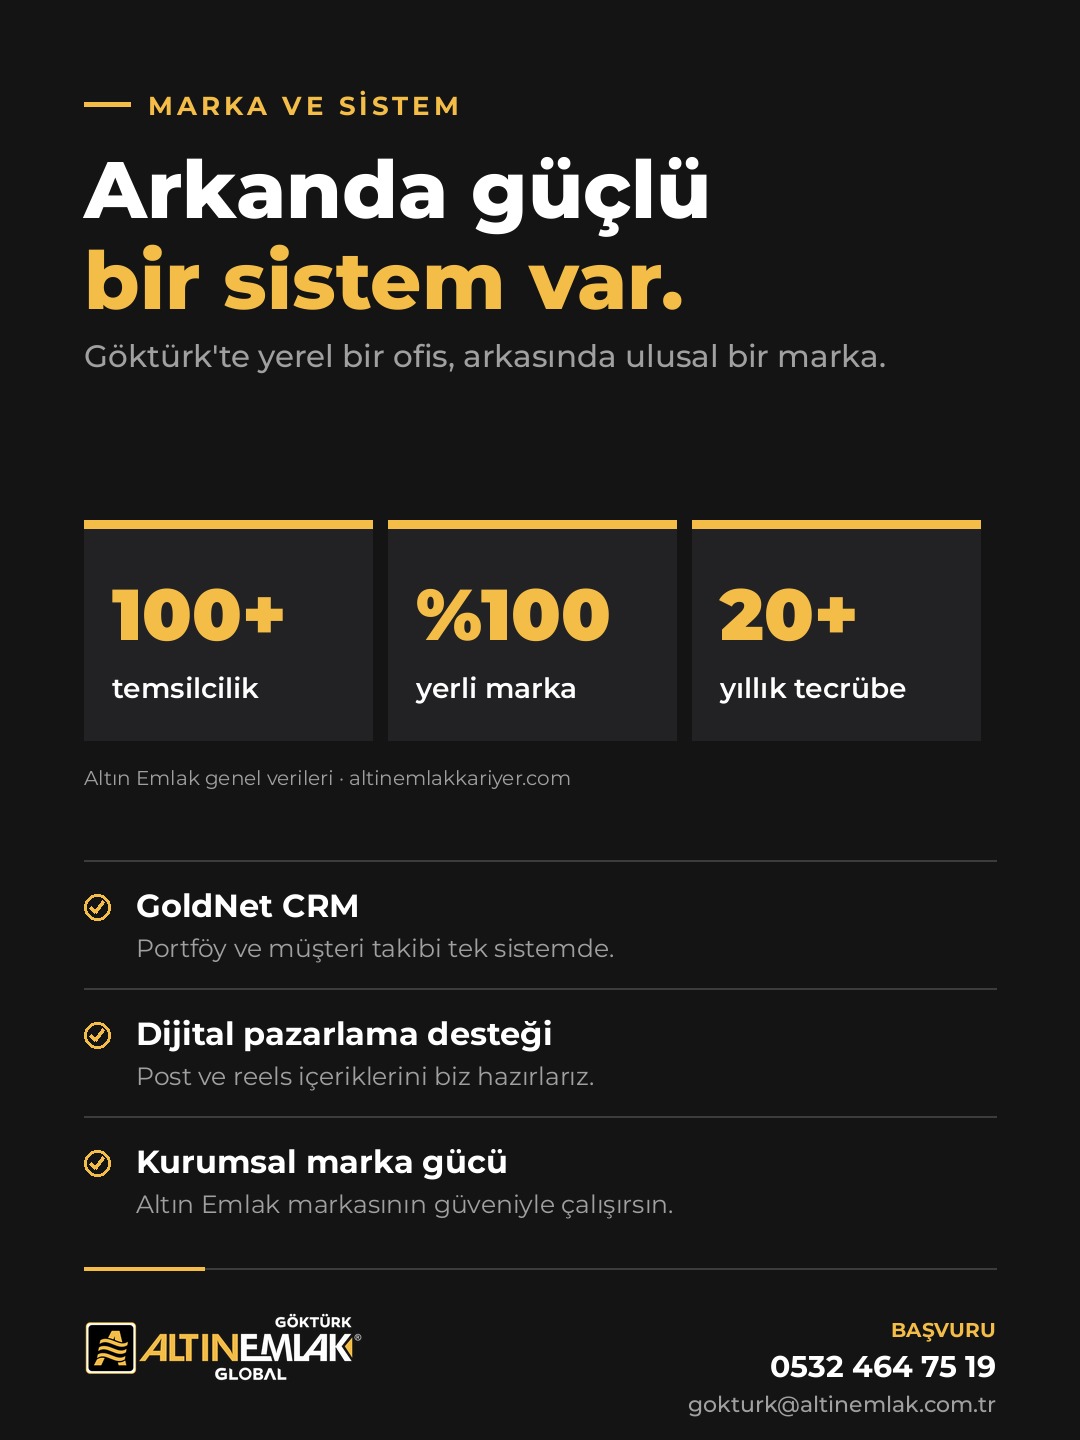 MARKA VE SİSTEM
Arkanda güçlü
bir sistem var.
Göktürk'te yerel bir ofis, arkasında ulusal bir marka.
100+
temsilcilik
%100
yerli marka
20+
yıllık tecrübe
Altın Emlak genel verileri · altinemlakkariyer.com
GoldNet CRM
Portföy ve müşteri takibi tek sistemde.
Dijital pazarlama desteği
Post ve reels içeriklerini biz hazırlarız.
Kurumsal marka gücü
Altın Emlak markasının güveniyle çalışırsın.
GÖKTÜRK
ALTINEMLAK®
GLOBAL
BAŞVURU
0532 464 75 19
gokturk@altinemlak.com.tr